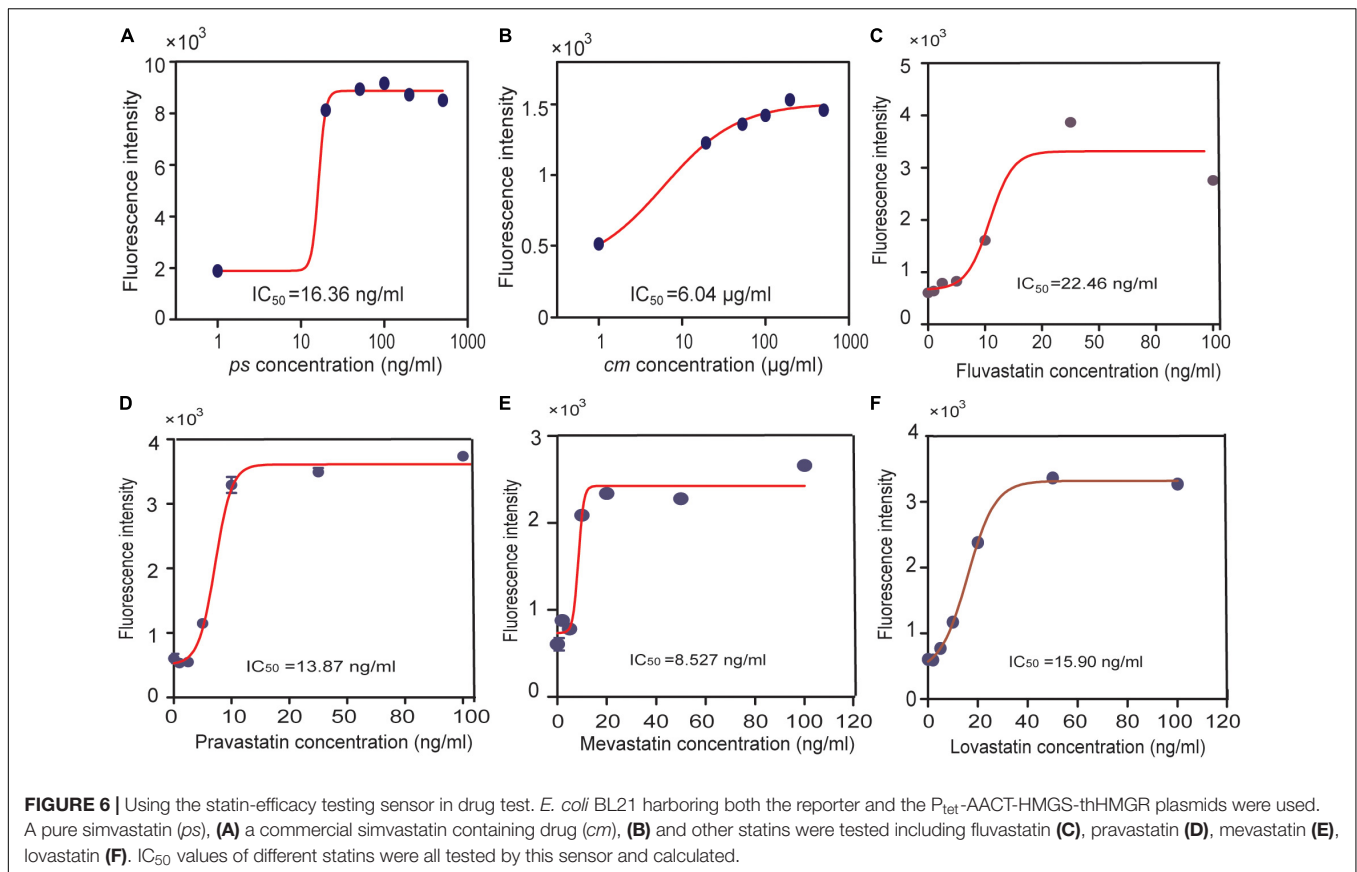 A
×10³
10
8
6
4
2
0
Fluorescence intensity
IC₅₀ =16.36 ng/ml
1 10 100 1000
ps concentration (ng/ml)
B
×10³
1.5
1
0.5
0
Fluorescence intensity
IC₅₀ =6.04 µg/ml
1 10 100 1000
cm concentration (µg/ml)
C
×10³
5
4
3
2
1
0
Fluorescence intensity
IC₅₀=22.46 ng/ml
0 10 20 50 80 100
Fluvastatin concentration (ng/ml)
D
×10³
4
3
2
1
0
Fluorescence intensity
IC₅₀ =13.87 ng/ml
0 10 20 50 80 100
Pravastatin concentration (ng/ml)
E
×10³
3
2
1
0
Fluorescence intensity
IC₅₀ =8.527 ng/ml
0 20 40 60 80 100 120
Mevastatin concentration (ng/ml)
F
×10³
4
3
2
1
0
Fluorescence intensity
IC₅₀ =15.90 ng/ml
0 20 40 60 80 100 120
Lovastatin concentration (ng/ml)
FIGURE 6 | Using the statin-efficacy testing sensor in drug test. E. coli BL21 harboring both the reporter and the Ptet-AACT-HMGS-thHMGR plasmids were used.
A pure simvastatin (ps), (A) a commercial simvastatin containing drug (cm), (B) and other statins were tested including fluvastatin (C), pravastatin (D), mevastatin (E),
lovastatin (F). IC₅₀ values of different statins were all tested by this sensor and calculated.